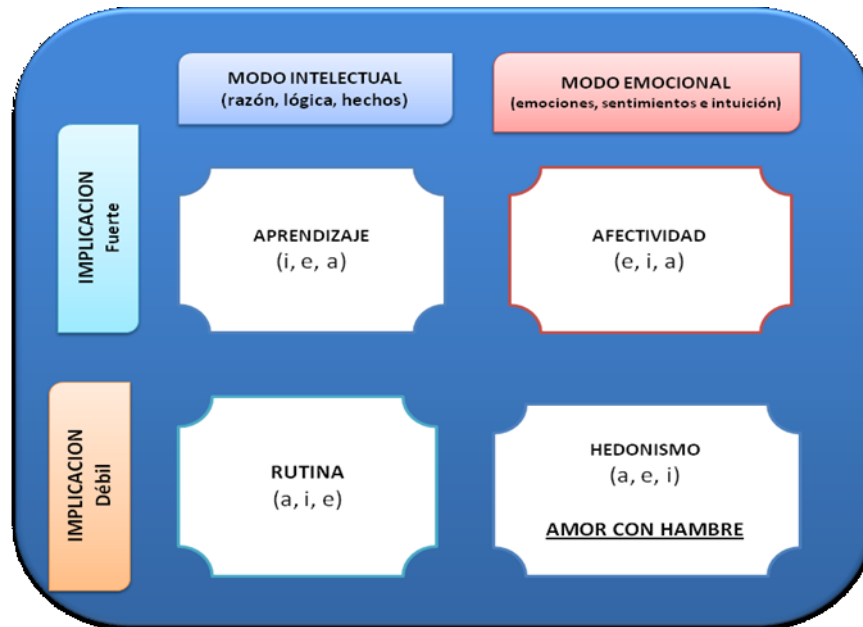 MODO INTELECTUAL
(razón, lógica, hechos)
MODO EMOCIONAL
(emociones, sentimientos e intuición)
IMPLICACION
Fuerte
APRENDIZAJE
(i, e, a)
AFECTIVIDAD
(e, i, a)
IMPLICACION
Débil
RUTINA
(a, i, e)
HEDONISMO
(a, e, i)
AMOR CON HAMBRE